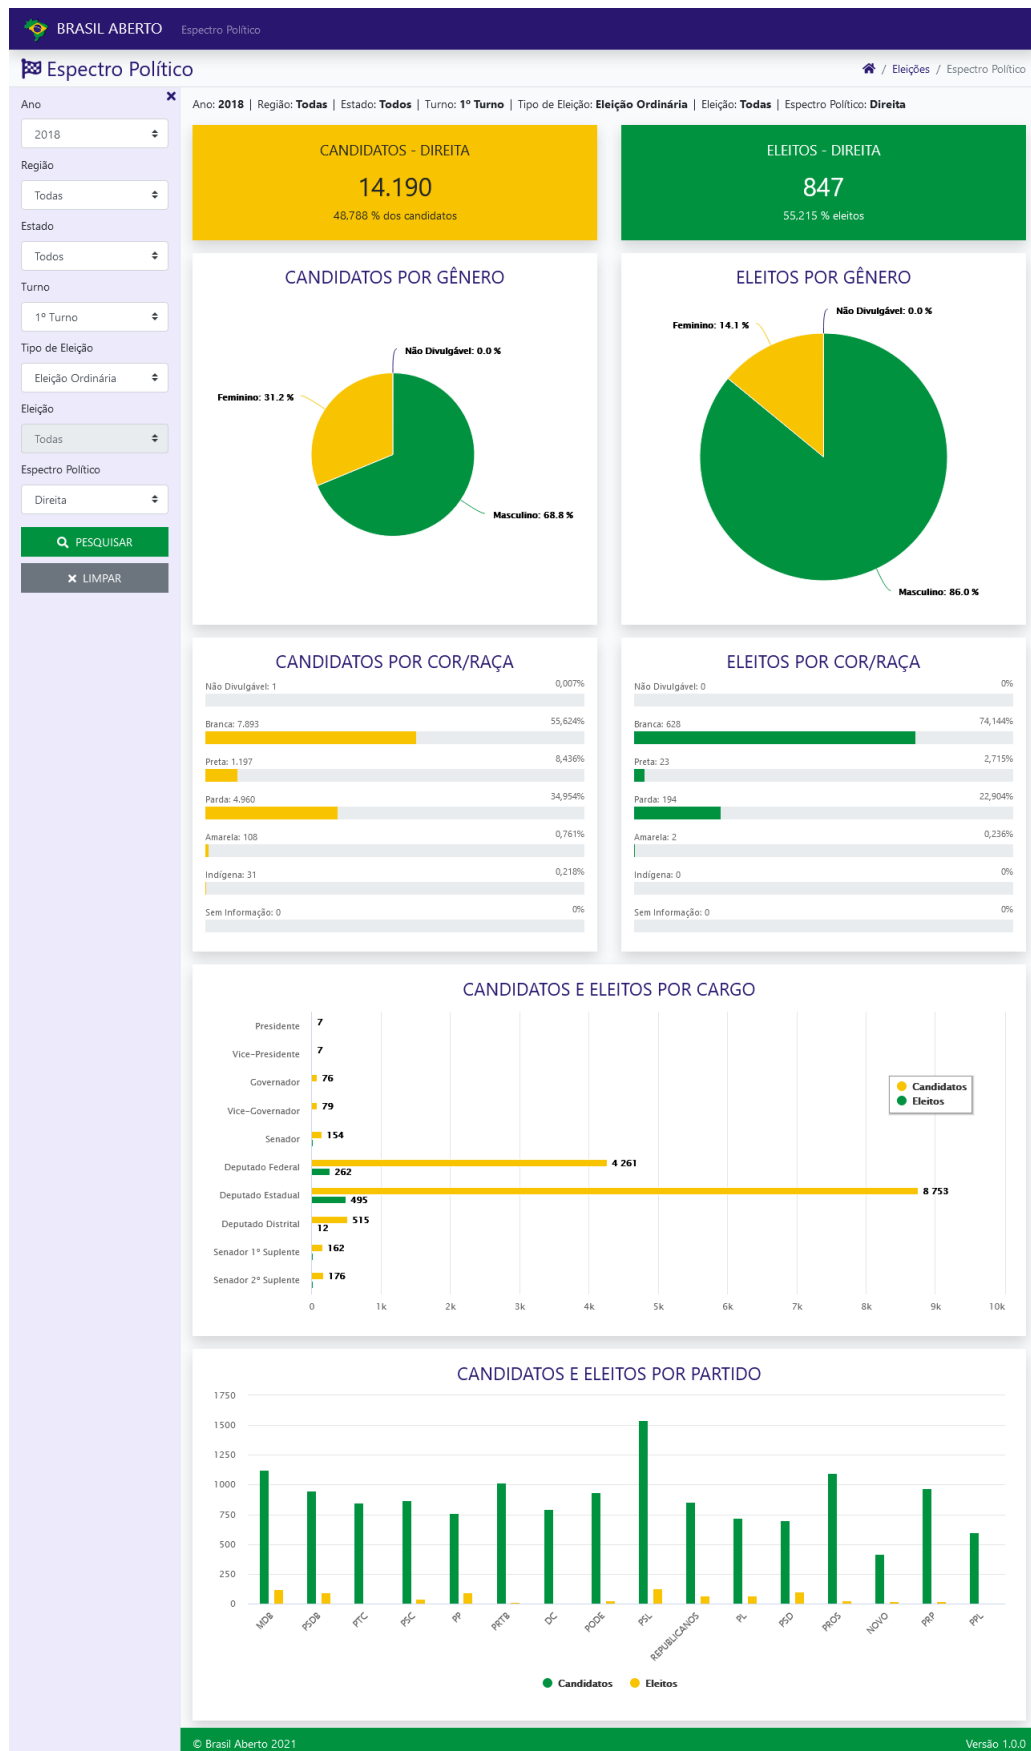 BRASIL ABERTO Espectro Político
Espectro Político
/ Eleições / Espectro Político
Ano
2018
Região
Todas
Estado
Todos
Turno
1º Turno
Tipo de Eleição
Eleição Ordinária
Eleição
Todas
Espectro Político
Direita
PESQUISAR
LIMPAR
Ano: 2018 | Região: Todas | Estado: Todos | Turno: 1º Turno | Tipo de Eleição: Eleição Ordinária | Eleição: Todas | Espectro Político: Direita
CANDIDATOS - DIREITA
14.190
48,788 % dos candidatos
ELEITOS - DIREITA
847
55,215 % eleitos
CANDIDATOS POR GÊNERO
Não Divulgável: 0.0 %
Feminino: 31.2 %
Masculino: 68.8 %
ELEITOS POR GÊNERO
Não Divulgável: 0.0 %
Feminino: 14.1 %
Masculino: 86.0 %
CANDIDATOS POR COR/RAÇA
Não Divulgável: 1 0,007%
Branca: 7.893 55,624%
Preta: 1.197 8,436%
Parda: 4.960 34,954%
Amarela: 108 0,761%
Indígena: 31 0,218%
Sem Informação: 0 0%
ELEITOS POR COR/RAÇA
Não Divulgável: 0 0%
Branca: 628 74,144%
Preta: 23 2,715%
Parda: 194 22,904%
Amarela: 2 0,236%
Indígena: 0 0%
Sem Informação: 0 0%
CANDIDATOS E ELEITOS POR CARGO
Presidente 7
Vice-Presidente 7
Governador 76
Vice-Governador 79
Senador 154
Deputado Federal 4 261
262
Deputado Estadual 8 753
495
Deputado Distrital 515
12
Senador 1º Suplente 162
Senador 2º Suplente 176
0 1k 2k 3k 4k 5k 6k 7k 8k 9k 10k
Candidatos
Eleitos
CANDIDATOS E ELEITOS POR PARTIDO
1750
1500
1250
1000
750
500
250
0
MDB PSDB PTC PSC PP PRTB DC PODE PSL REPUBLICANOS PL PSD PROS NOVO PRP PPL
Candidatos Eleitos
© Brasil Aberto 2021 Versão 1.0.0